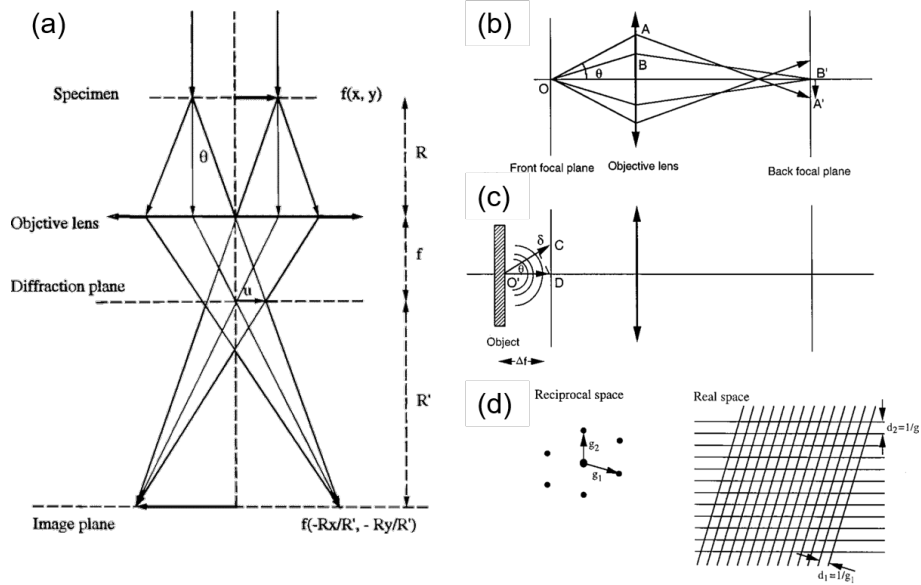 (a)
Specimen
f(x, y)
θ
R
Objctive lens
f
Diffraction plane
u
R'
Image plane
f(-Rx/R', - Ry/R')
(b)
A
B
θ
O
B'
A'
Front focal plane
Objective lens
Back focal plane
(c)
δ
C
θ
O'
D
Object
Δf
(d)
Reciprocal space
g2
g1
Real space
d2=1/g
d1=1/g1